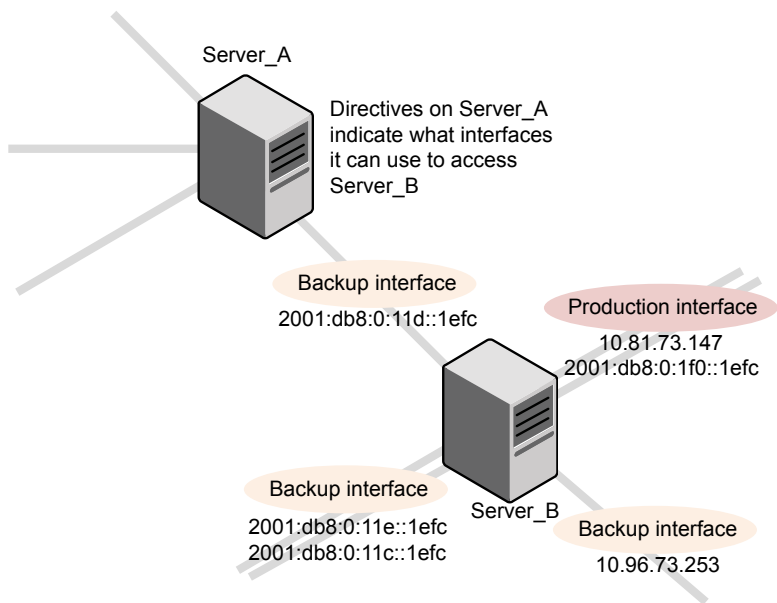 Server_A
Directives on Server_A
indicate what interfaces
it can use to access
Server_B
Backup interface
2001:db8:0:11d::1efc
Production interface
10.81.73.147
2001:db8:0:1f0::1efc
Backup interface
2001:db8:0:11e::1efc
2001:db8:0:11c::1efc
Server_B
Backup interface
10.96.73.253